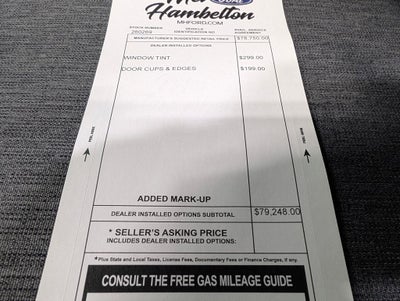 Hambelton
MHFORD.COM
STOCK NUMBER VEHICLE IDENTIFICATION NO. AVAIL. SERVICE AGREEMENT
260269
MANUFACTURER'S SUGGESTED RETAIL PRICE $78,750.00
DEALER INSTALLED OPTIONS
WINDOW TINT $299.00
DOOR CUPS & EDGES $199.00
ADDED MARK-UP
DEALER INSTALLED OPTIONS SUBTOTAL $79,248.00
* SELLER'S ASKING PRICE
INCLUDES DEALER INSTALLED OPTIONS:
*Plus State and Local Taxes, License Fees, Documentary Fees or Finance Charges, if any.
CONSULT THE FREE GAS MILEAGE GUIDE